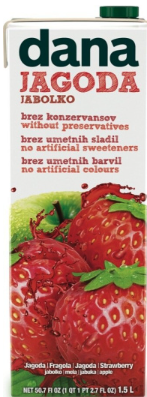 dana
JAGODA
JABOLKO
brez konzervansov
without preservatives
brez umetnih sladil
no artificial sweeteners
brez umetnih barvil
no artificial colours
Jagoda | Fragola | Jagoda | Strawberry
jabolko | mela | jabuka | apple
NET 50.7 Fl OZ (1 QT 1 PT 2.7 FL OZ) 1.5 L